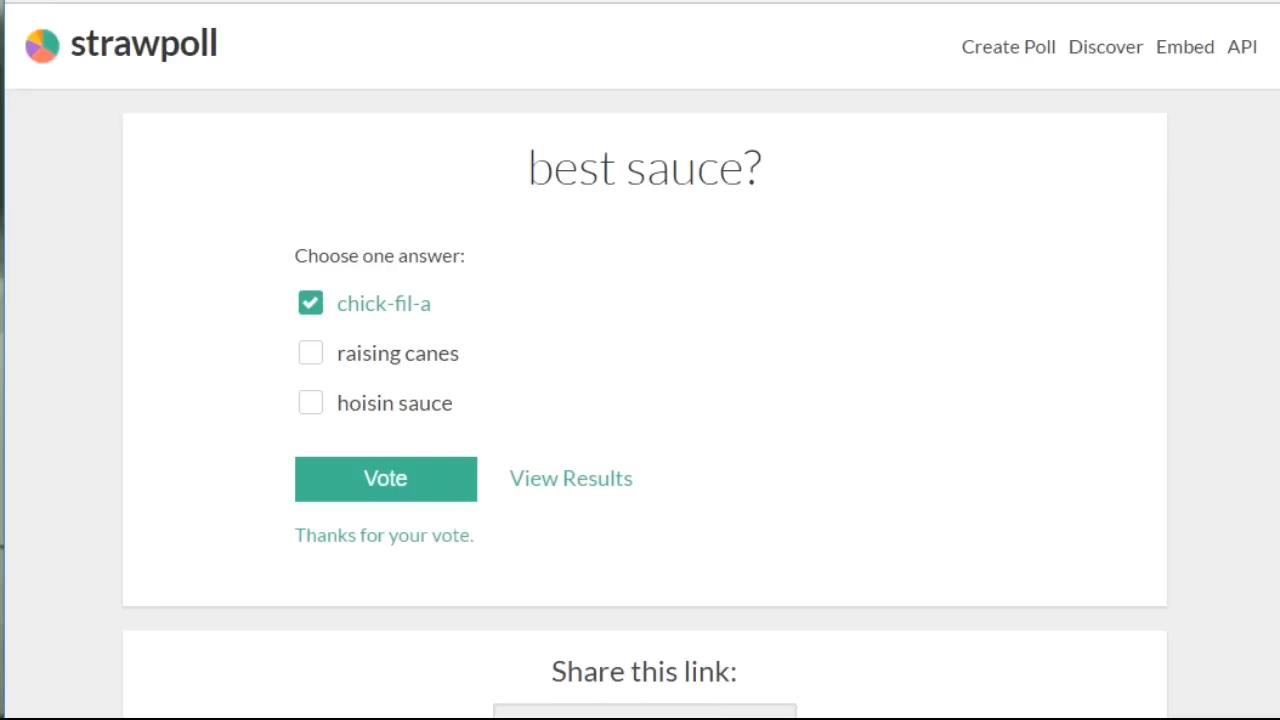 strawpoll
Create Poll Discover Embed API
best sauce?
Choose one answer:
chick-fil-a
raising canes
hoisin sauce
Vote View Results
Thanks for your vote.
Share this link: